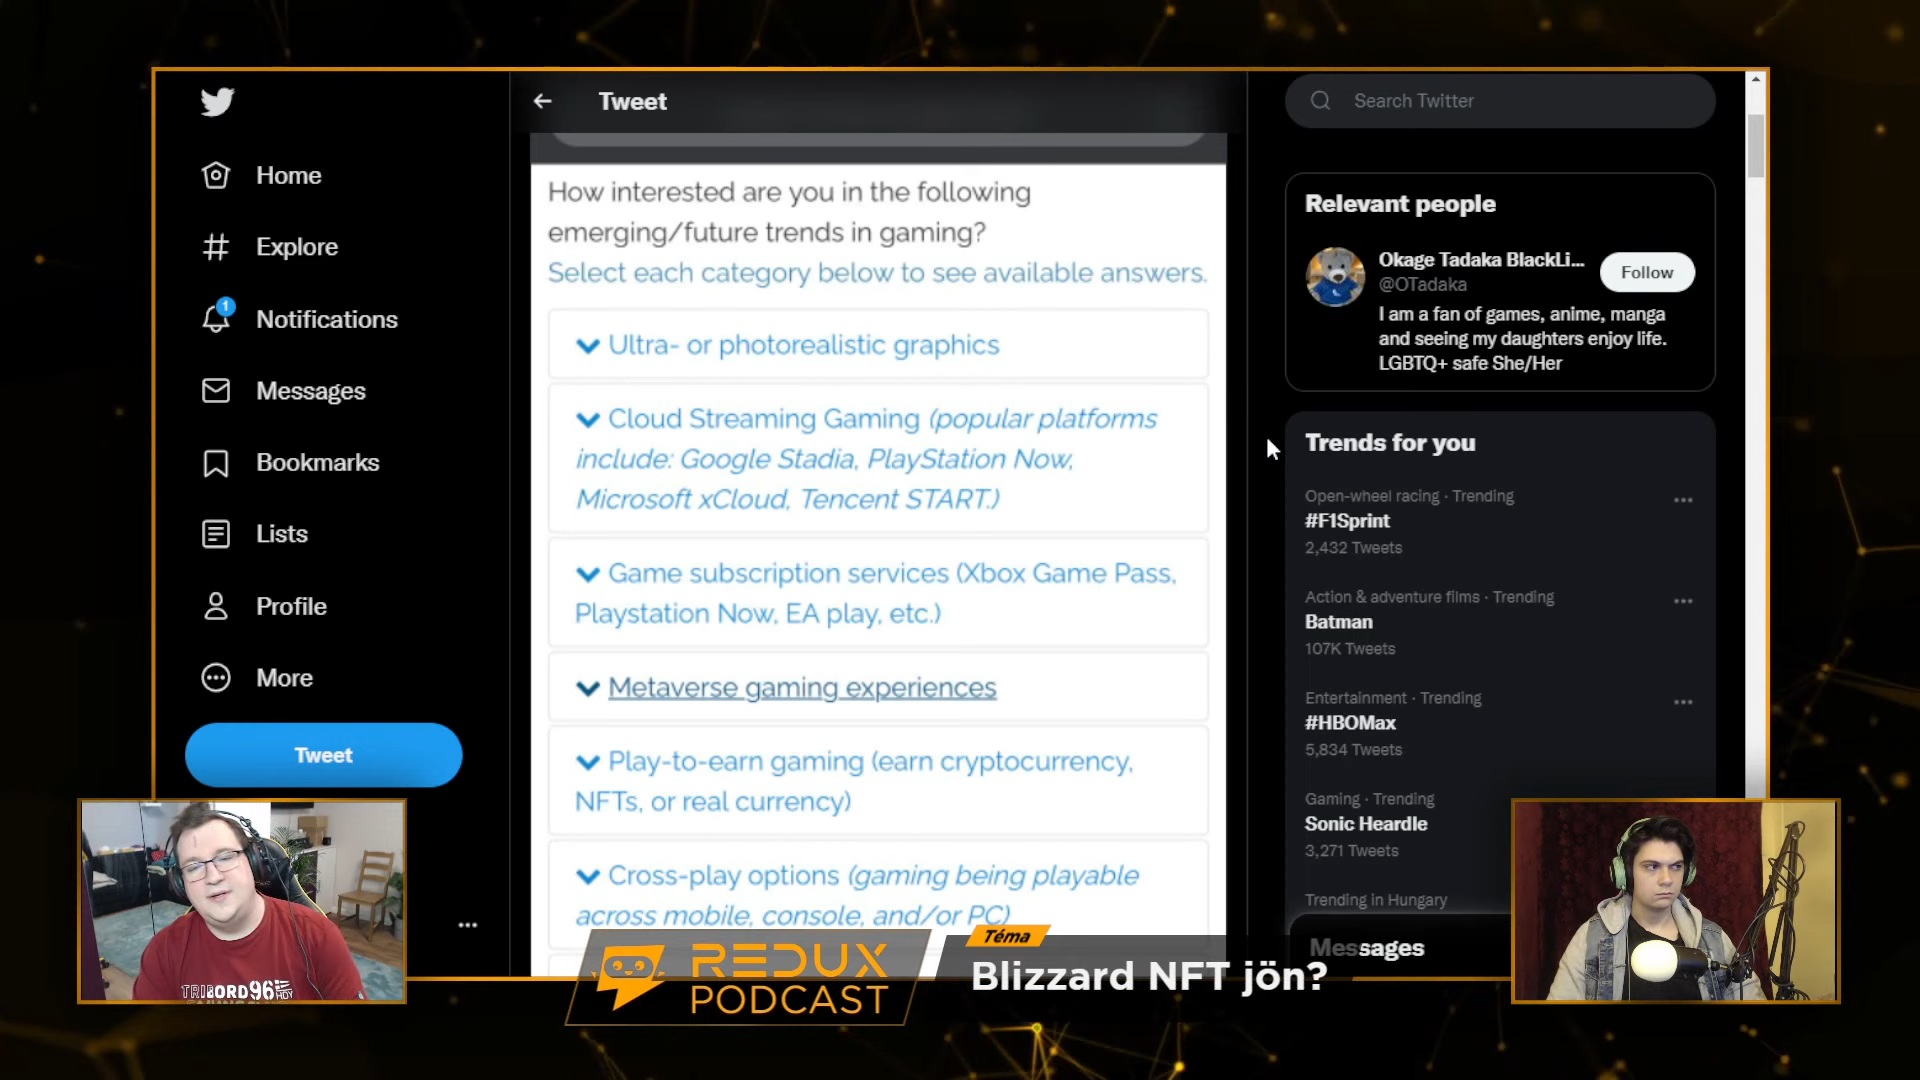 Home
Explore
1
Notifications
Messages
Bookmarks
Lists
Profile
More
Tweet
Tweet
How interested are you in the following
emerging/future trends in gaming?
Select each category below to see available answers.
Ultra- or photorealistic graphics
Cloud Streaming Gaming (popular platforms
include: Google Stadia, PlayStation Now,
Microsoft xCloud, Tencent START.)
Game subscription services (Xbox Game Pass,
Playstation Now, EA play, etc.)
Metaverse gaming experiences
Play-to-earn gaming (earn cryptocurrency,
NFTs, or real currency)
Cross-play options (gaming being playable
across mobile, console, and/or PC)
Search Twitter
Relevant people
Okage Tadaka BlackLi...
@OTadaka
Follow
I am a fan of games, anime, manga
and seeing my daughters enjoy life.
LGBTQ+ safe She/Her
Trends for you
Open-wheel racing · Trending
#F1Sprint
2,432 Tweets
Action & adventure films · Trending
Batman
107K Tweets
Entertainment · Trending
#HBOMax
5,834 Tweets
Gaming · Trending
Sonic Heardle
3,271 Tweets
Trending in Hungary
Messages
TRIBORD96
REDUX
PODCAST
Téma
Blizzard NFT jön?